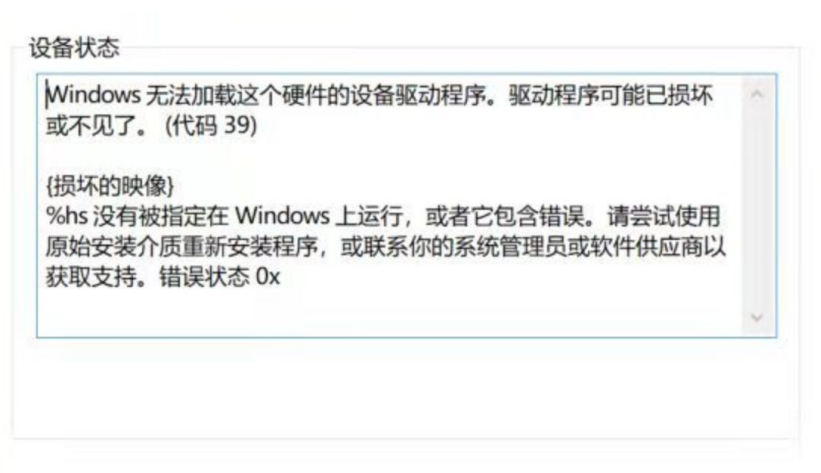 设备状态
Windows 无法加载这个硬件的设备驱动程序。驱动程序可能已损坏
或不见了。 (代码 39)
{损坏的映像}
%hs 没有被指定在 Windows 上运行，或者它包含错误。请尝试使用
原始安装介质重新安装程序，或联系你的系统管理员或软件供应商以
获取支持。错误状态 0x